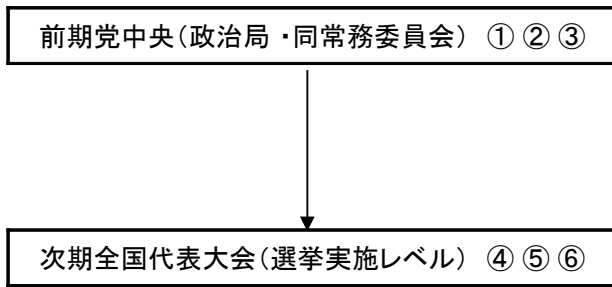 前期党中央（政治局・同常務委員会） ① ② ③
次期全国代表大会（選挙実施レベル） ④ ⑤ ⑥